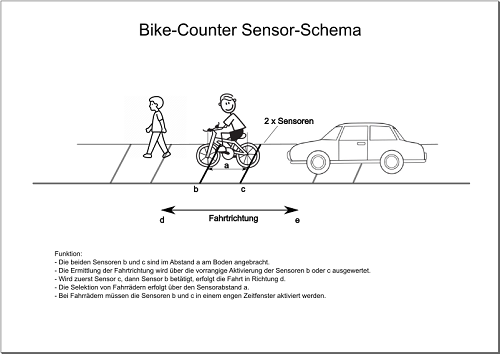 Bike-Counter Sensor-Schema
2 x Sensoren
a
b
c
d
Fahrtrichtung
e
Funktion:
- Die beiden Sensoren b und c sind im Abstand a am Boden angebracht.
- Die Ermittlung der Fahrtrichtung wird über die vorrangige Aktivierung der Sensoren b oder c ausgewertet.
- Wird zuerst Sensor c, dann Sensor b betätigt, erfolgt die Fahrt in Richtung d.
- Die Selektion von Fahrrädern erfolgt über den Sensorabstand a.
- Bei Fahrrädern müssen die Sensoren b und c in einem engen Zeitfenster aktiviert werden.